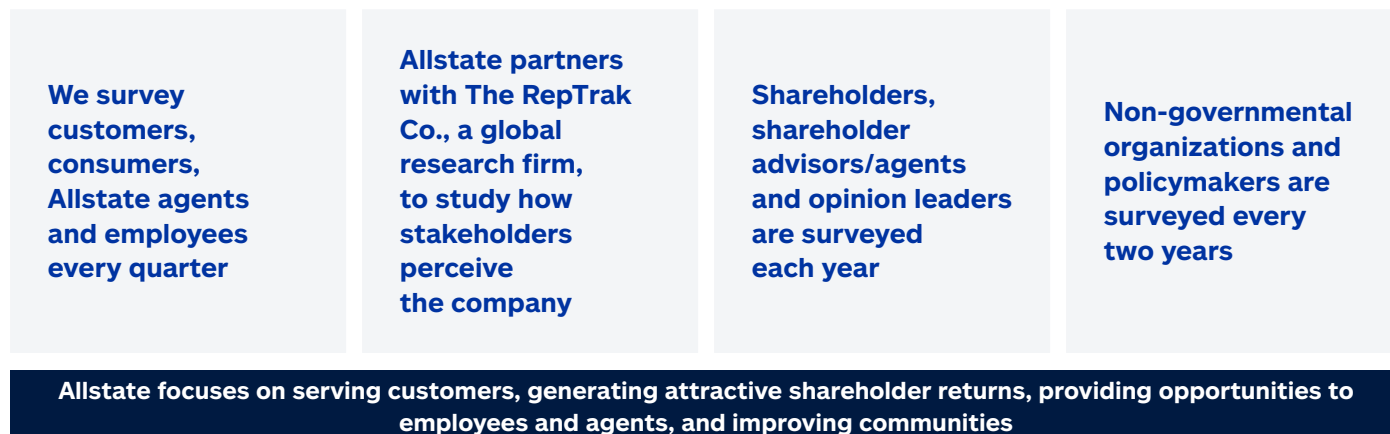 We survey
customers,
consumers,
Allstate agents
and employees
every quarter
Allstate partners
with The RepTrak
Co., a global
research firm,
to study how
stakeholders
perceive
the company
Shareholders,
shareholder
advisors/agents
and opinion leaders
are surveyed
each year
Non-governmental
organizations and
policymakers are
surveyed every
two years
Allstate focuses on serving customers, generating attractive shareholder returns, providing opportunities to
employees and agents, and improving communities